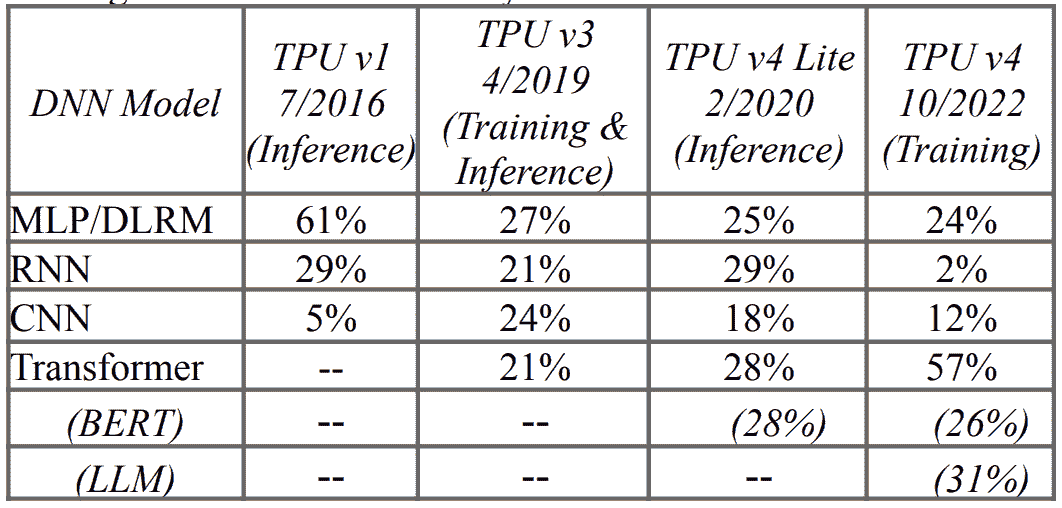 DNN Model
TPU v1
7/2016
(Inference)
TPU v3
4/2019
(Training &
Inference)
TPU v4 Lite
2/2020
(Inference)
TPU v4
10/2022
(Training)
MLP/DLRM 61% 27% 25% 24%
RNN 29% 21% 29% 2%
CNN 5% 24% 18% 12%
Transformer -- 21% 28% 57%
(BERT) -- -- (28%) (26%)
(LLM) -- -- -- (31%)